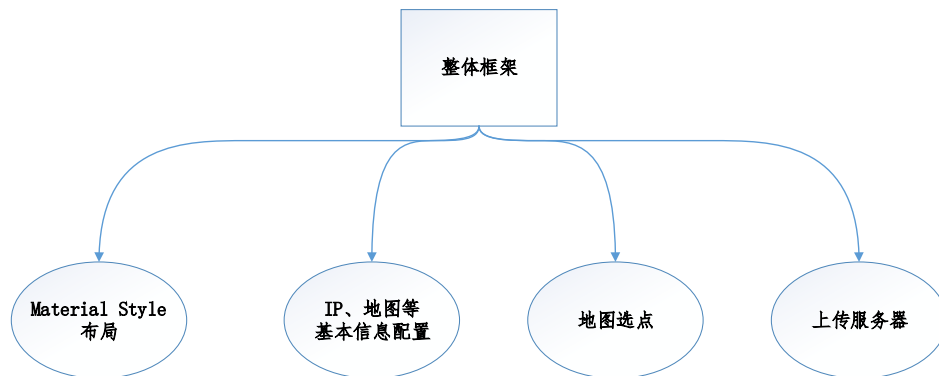 整体框架
Material Style
布局
IP、地图等
基本信息配置
地图选点
上传服务器